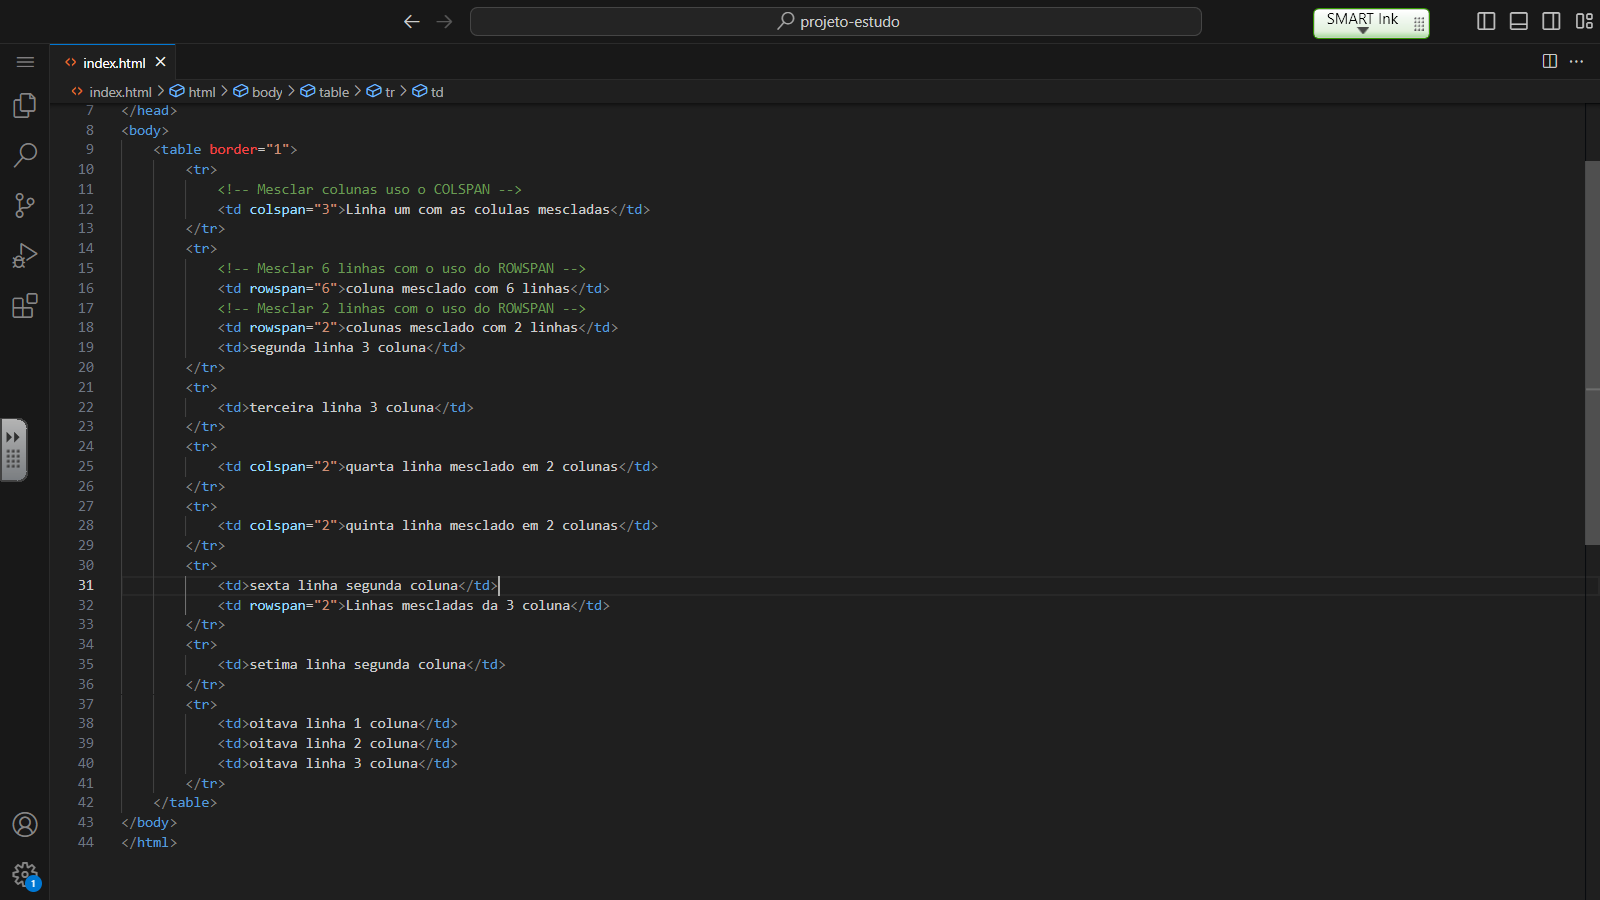 projeto-estudo
SMART Ink
index.html
index.html > html > body > table > tr > td
7 </head>
8 <body>
9 <table border="1">
10 <tr>
11 <!-- Mesclar colunas uso o COLSPAN -->
12 <td colspan="3">Linha um com as colulas mescladas</td>
13 </tr>
14 <tr>
15 <!-- Mesclar 6 linhas com o uso do ROWSPAN -->
16 <td rowspan="6">coluna mesclado com 6 linhas</td>
17 <!-- Mesclar 2 linhas com o uso do ROWSPAN -->
18 <td rowspan="2">colunas mesclado com 2 linhas</td>
19 <td>segunda linha 3 coluna</td>
20 </tr>
21 <tr>
22 <td>terceira linha 3 coluna</td>
23 </tr>
24 <tr>
25 <td colspan="2">quarta linha mesclado em 2 colunas</td>
26 </tr>
27 <tr>
28 <td colspan="2">quinta linha mesclado em 2 colunas</td>
29 </tr>
30 <tr>
31 <td>sexta linha segunda coluna</td>
32 <td rowspan="2">Linhas mescladas da 3 coluna</td>
33 </tr>
34 <tr>
35 <td>setima linha segunda coluna</td>
36 </tr>
37 <tr>
38 <td>oitava linha 1 coluna</td>
39 <td>oitava linha 2 coluna</td>
40 <td>oitava linha 3 coluna</td>
41 </tr>
42 </table>
43 </body>
44 </html>
1